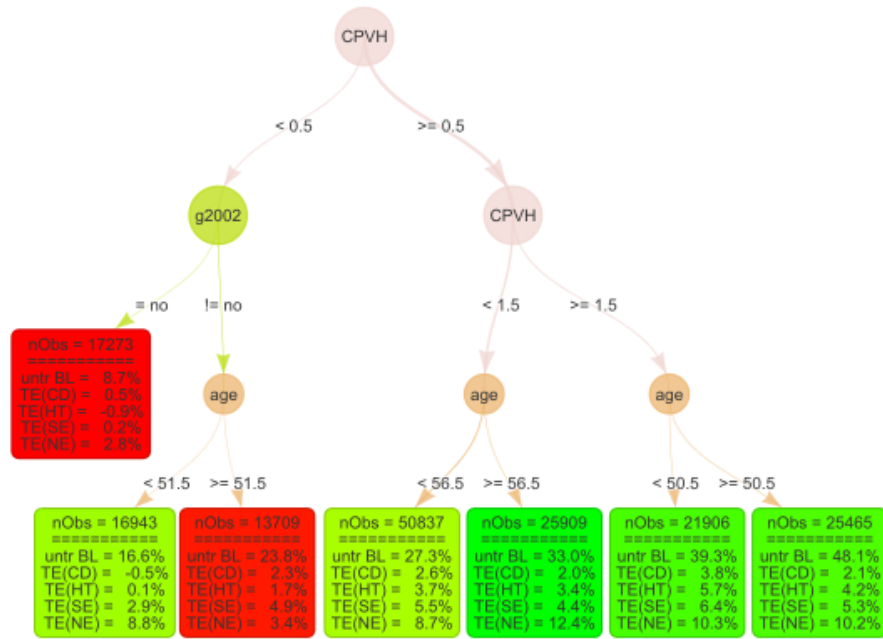 CPVH
< 0.5 >= 0.5
g2002 CPVH
= no != no < 1.5 >= 1.5
nObs = 17273
===========
untr BL = 8.7%
TE(CD) = 0.5%
TE(HT) = -0.9%
TE(SE) = 0.2%
TE(NE) = 2.8%
age age age
< 51.5 >= 51.5 < 56.5 >= 56.5 < 50.5 >= 50.5
nObs = 16943
===========
untr BL = 16.6%
TE(CD) = -0.5%
TE(HT) = 0.1%
TE(SE) = 2.9%
TE(NE) = 8.8%
nObs = 13709
===========
untr BL = 23.8%
TE(CD) = 2.3%
TE(HT) = 1.7%
TE(SE) = 4.9%
TE(NE) = 3.4%
nObs = 50837
===========
untr BL = 27.3%
TE(CD) = 2.6%
TE(HT) = 3.7%
TE(SE) = 5.5%
TE(NE) = 8.7%
nObs = 25909
===========
untr BL = 33.0%
TE(CD) = 2.0%
TE(HT) = 3.4%
TE(SE) = 4.4%
TE(NE) = 12.4%
nObs = 21906
===========
untr BL = 39.3%
TE(CD) = 3.8%
TE(HT) = 5.7%
TE(SE) = 6.4%
TE(NE) = 10.3%
nObs = 25465
===========
untr BL = 48.1%
TE(CD) = 2.1%
TE(HT) = 4.2%
TE(SE) = 5.3%
TE(NE) = 10.2%